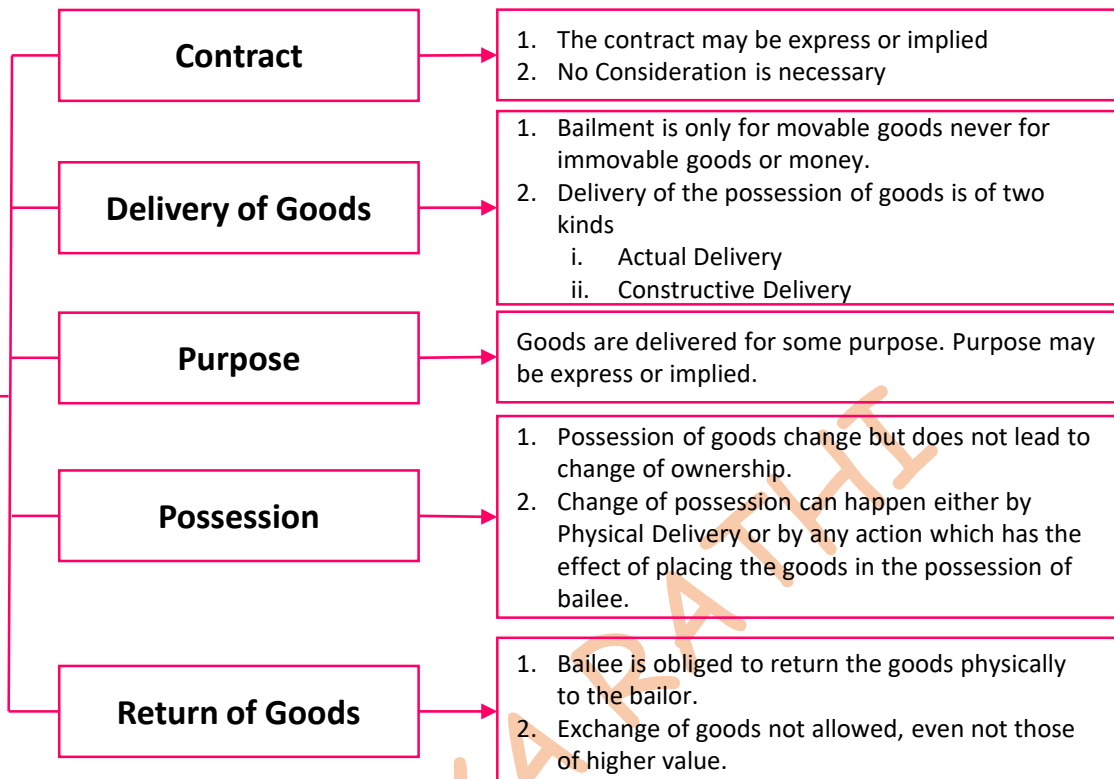 Contract
1. The contract may be express or implied
2. No Consideration is necessary
Delivery of Goods
1. Bailment is only for movable goods never for
immovable goods or money.
2. Delivery of the possession of goods is of two
kinds
i. Actual Delivery
ii. Constructive Delivery
Purpose
Goods are delivered for some purpose. Purpose may
be express or implied.
Possession
1. Possession of goods change but does not lead to
change of ownership.
2. Change of possession can happen either by
Physical Delivery or by any action which has the
effect of placing the goods in the possession of
bailee.
Return of Goods
1. Bailee is obliged to return the goods physically
to the bailor.
2. Exchange of goods not allowed, even not those
of higher value.
RATHI